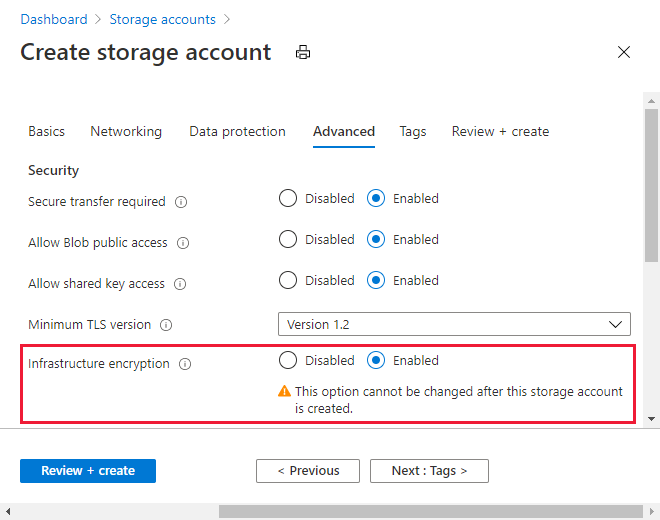 Dashboard > Storage accounts >
Create storage account
Basics Networking Data protection Advanced Tags Review + create
Security
Secure transfer required Disabled Enabled
Allow Blob public access Disabled Enabled
Allow shared key access Disabled Enabled
Minimum TLS version Version 1.2
Infrastructure encryption Disabled Enabled
This option cannot be changed after this storage account
is created.
Review + create < Previous Next : Tags >